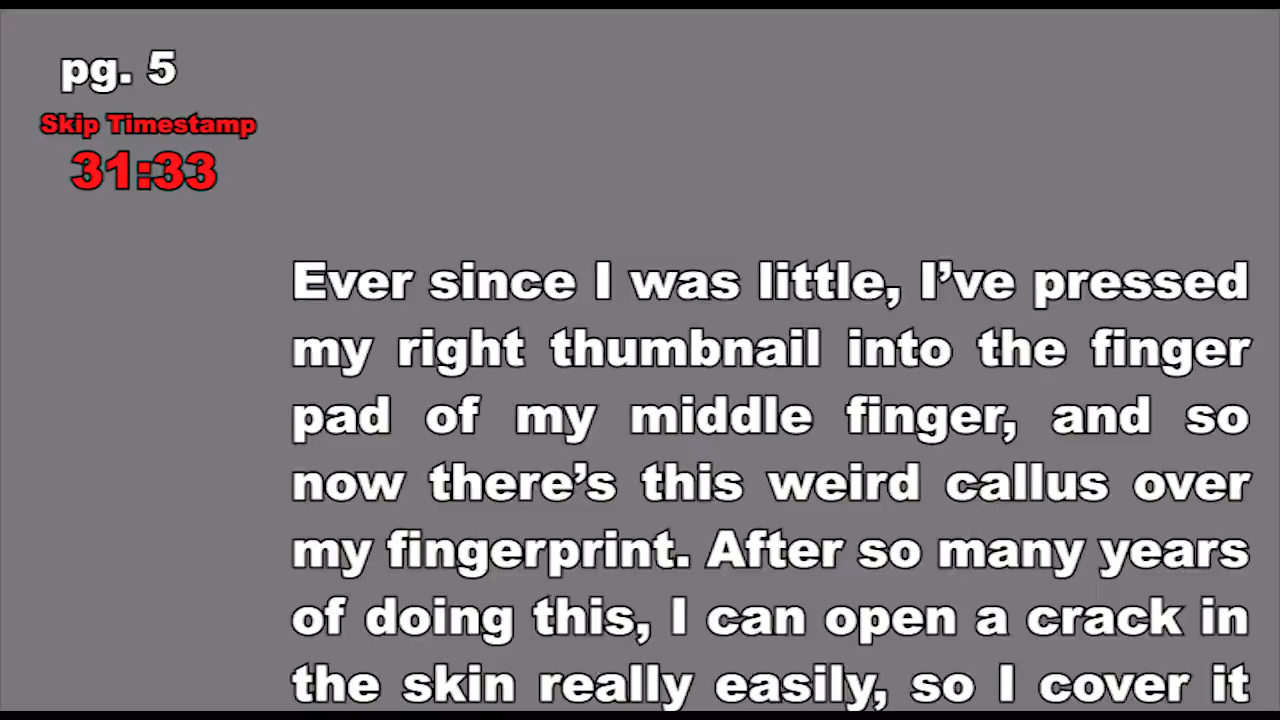 pg. 5
Skip Timestamp
31:33
Ever since I was little, I’ve pressed
my right thumbnail into the finger
pad of my middle finger, and so
now there’s this weird callus over
my fingerprint. After so many years
of doing this, I can open a crack in
the skin really easily, so I cover it